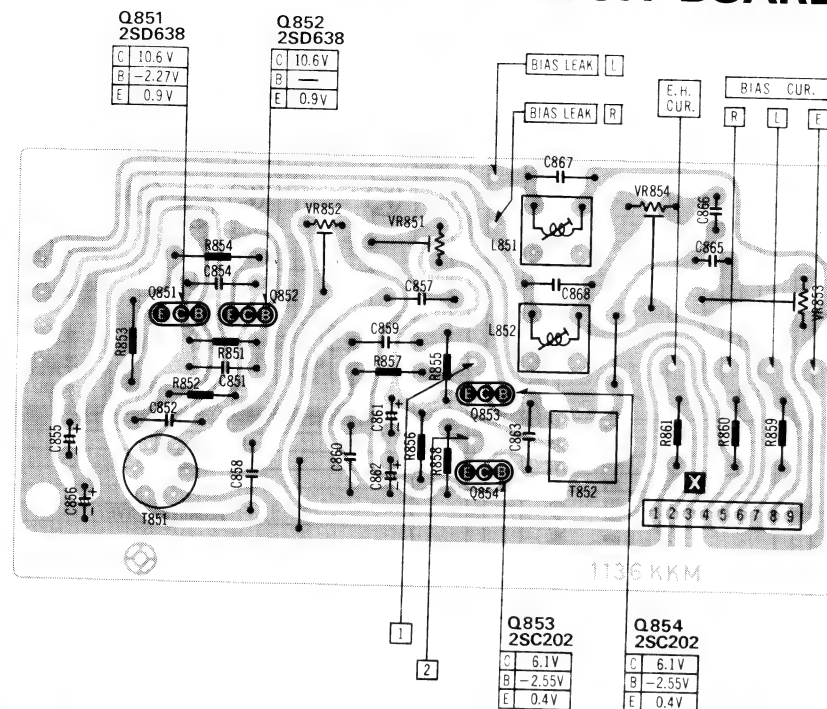 Q851
2SD638
C 10.6 V
B -2.27V
E 0.9V
Q852
2SD638
C 10.6V
B —
E 0.9V
BIAS LEAK L
BIAS LEAK R
E.H.
CUR.
BIAS CUR.
R L E
C867
VR854
C866
VR852
VR851
L851
C865
R854
C854
C857
C868
VR853
Q851
Q852
E C B
E C B
R853
C859
L852
R851
R857
R855
C851
R852
Q853
E C B
C852
C855
C861
R856
R858
C863
R861
R860
R859
C858
C860
C862
E C B
Q854
T852
X
C856
T851
1 2 3 4 5 6 7 8 9
1136 KKM
1
2
Q853
2SC202
C 6.1V
B -2.55V
E 0.4V
Q854
2SC202
C 6.1V
B -2.55V
E 0.4V